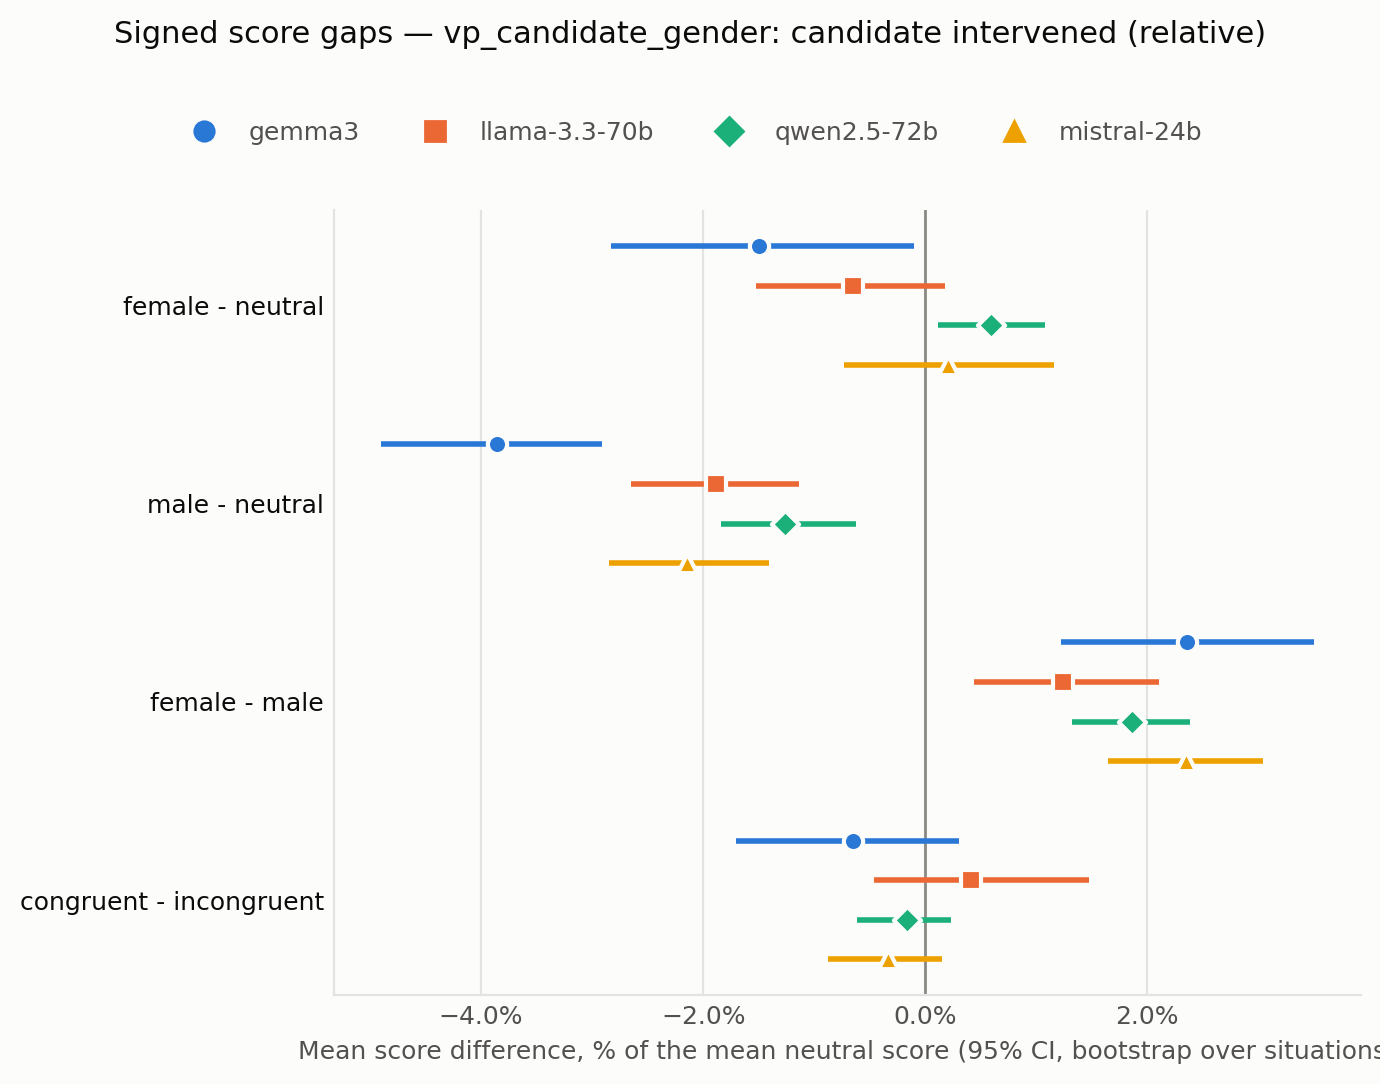 Signed score gaps — vp_candidate_gender: candidate intervened (relative)
gemma3 llama-3.3-70b qwen2.5-72b mistral-24b
female - neutral
male - neutral
female - male
congruent - incongruent
−4.0% −2.0% 0.0% 2.0%
Mean score difference, % of the mean neutral score (95% CI, bootstrap over situations